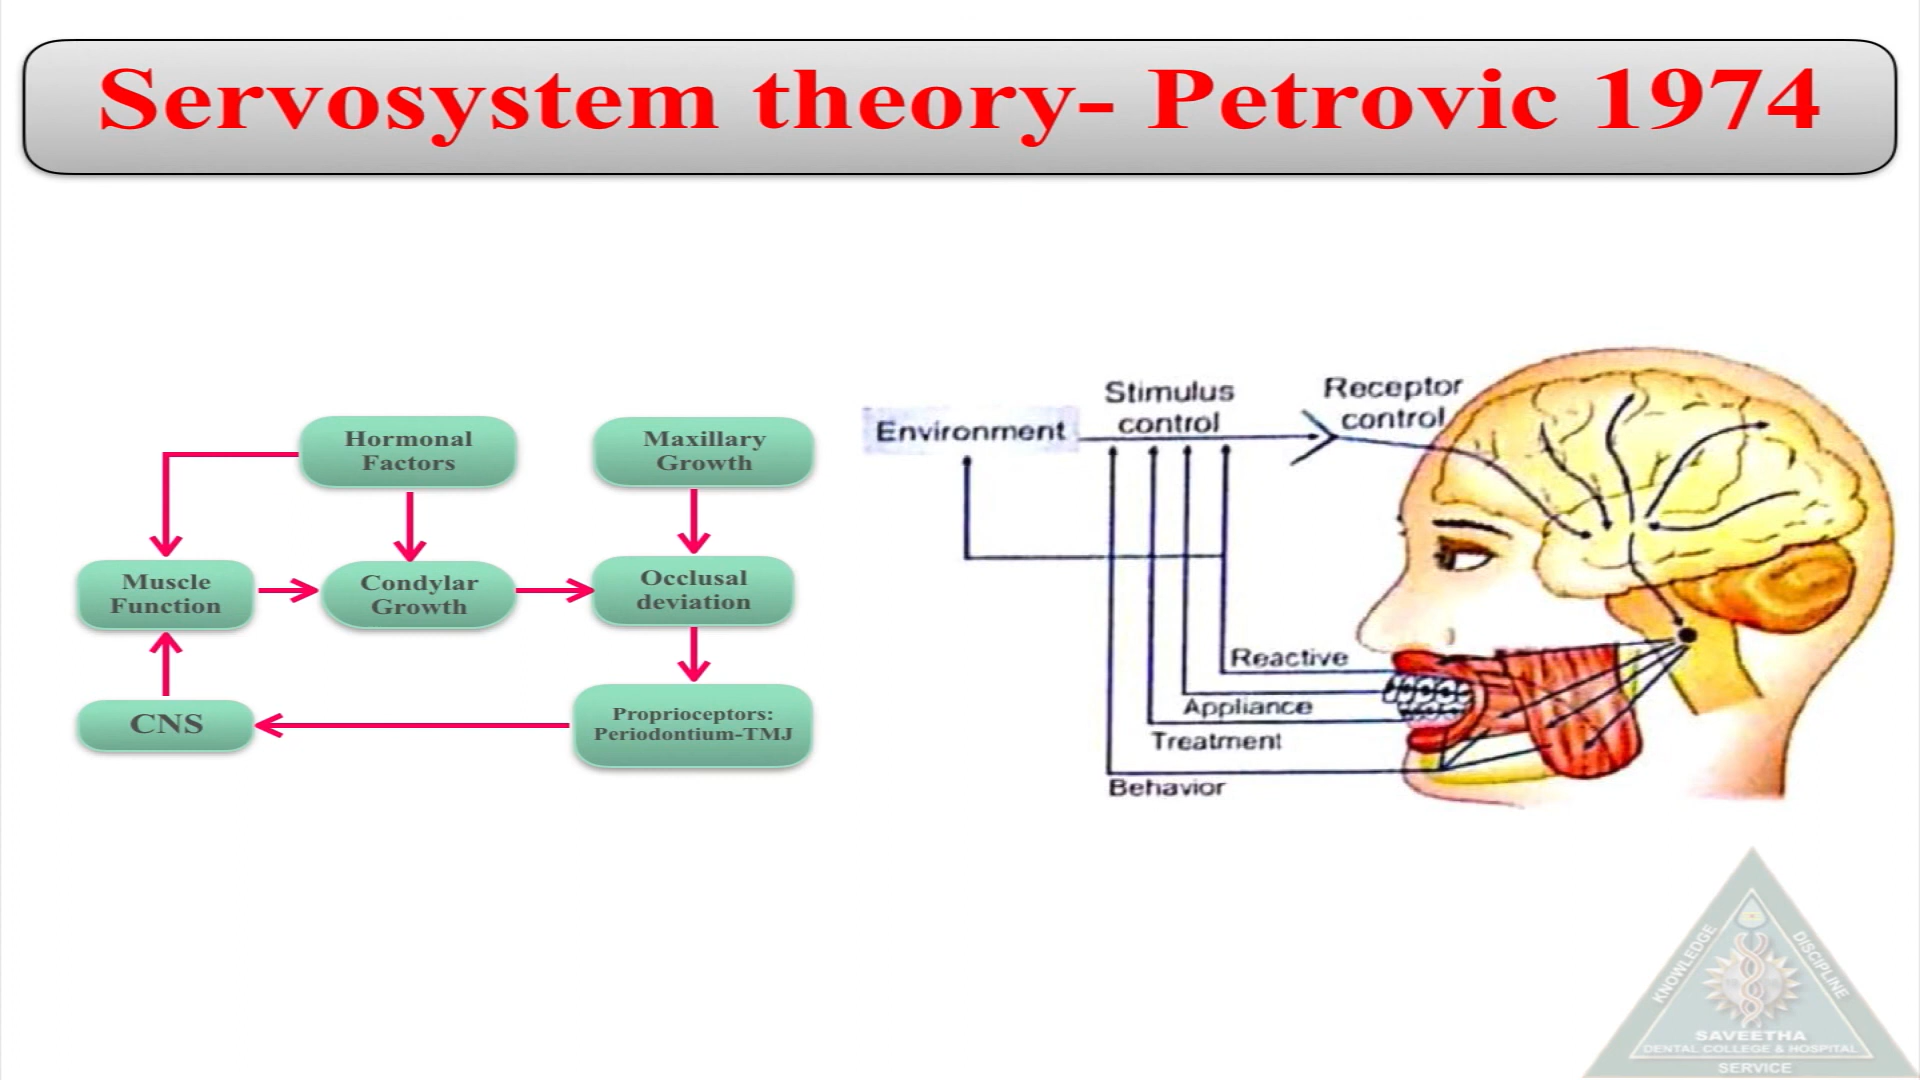 Servosystem theory- Petrovic 1974
Hormonal
Factors
Maxillary
Growth
Muscle
Function
Condylar
Growth
Occlusal
deviation
CNS
Proprioceptors:
Periodontium-TMJ
Environment
Stimulus
control
Receptor
control
Reactive
Appliance
Treatment
Behavior
KNOWLEDGE
DISCIPLINE
SAVEETHA
DENTAL COLLEGE & HOSPITAL
SERVICE